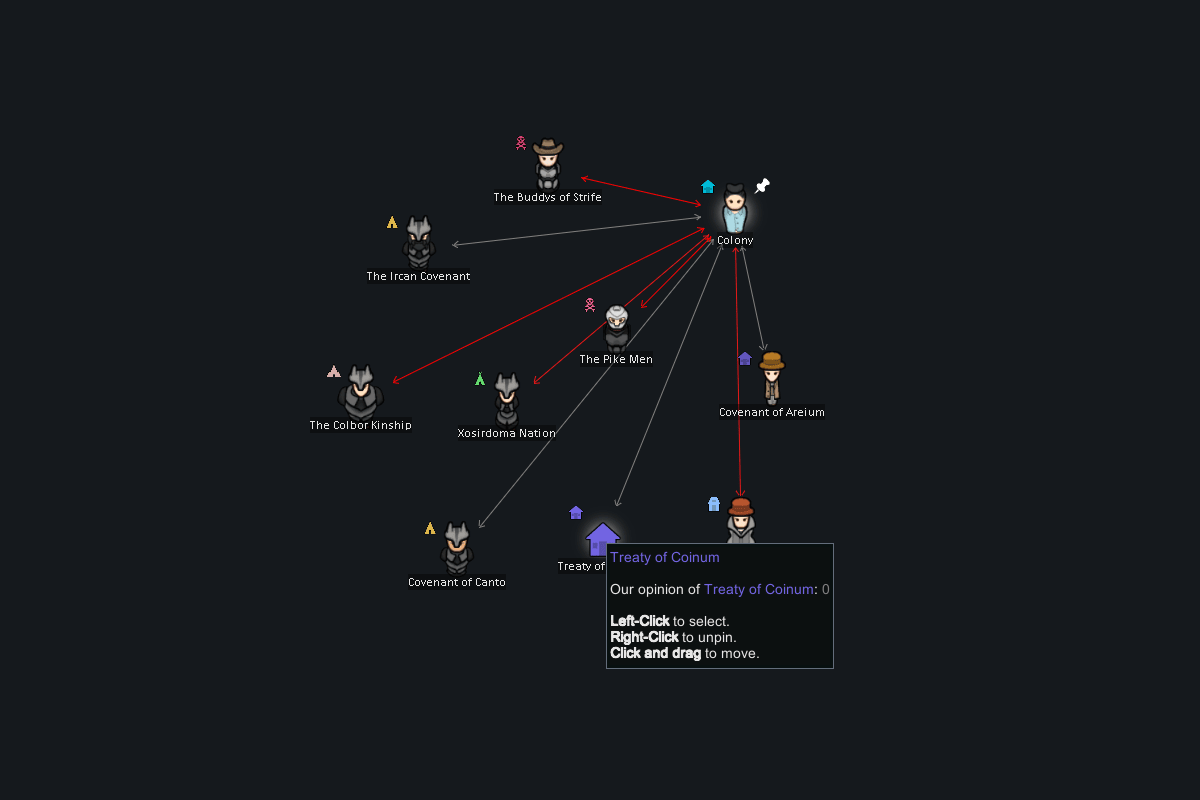 The Buddys of Strife
Colony
The Ircan Covenant
The Pike Men
Covenant of Areium
The Colbor Kinship
Xosirdoma Nation
Covenant of Canto
Treaty of
Treaty of Coinum
Our opinion of Treaty of Coinum: 0
Left-Click to select.
Right-Click to unpin.
Click and drag to move.